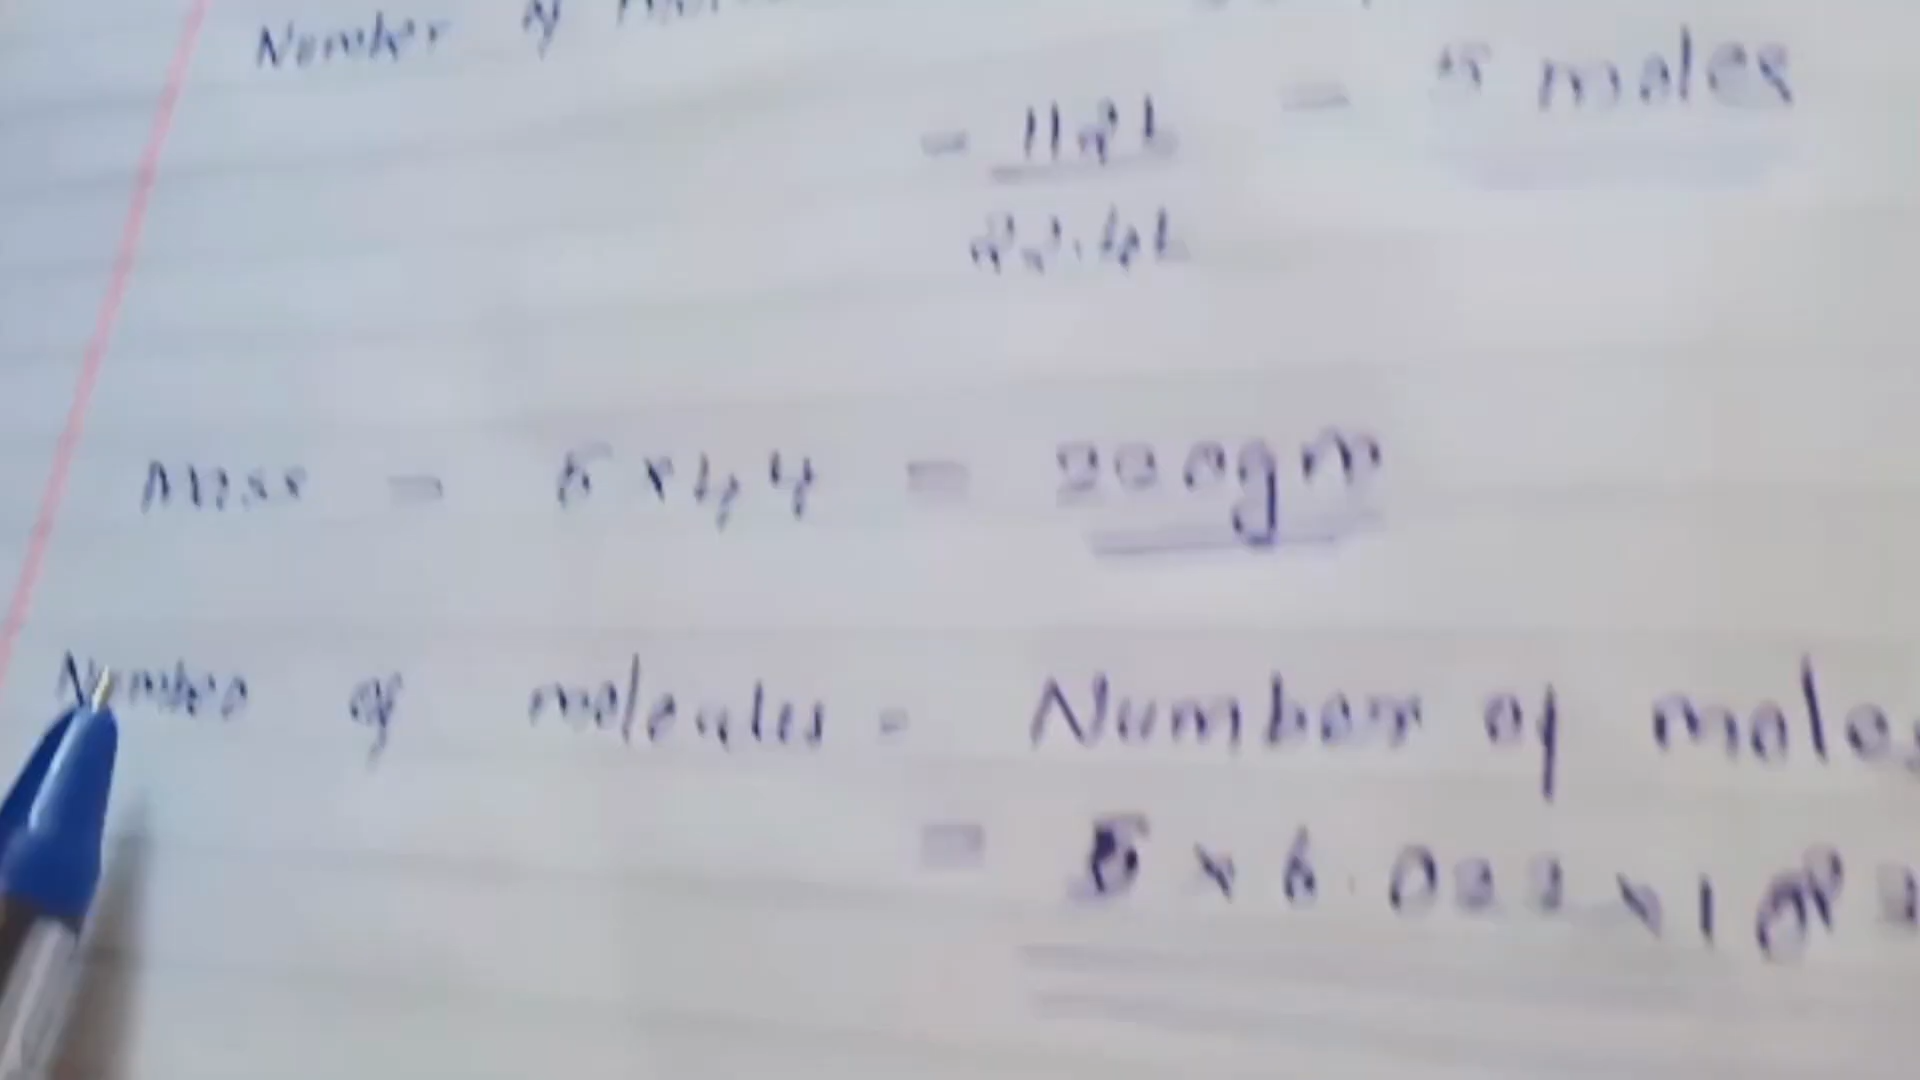 Number of
= 5 moles
= 112L
22.4L
Mass = 5 x 44 = 220gm
Number of molecules = Number of moles
= 5 x 6.022 x 10²